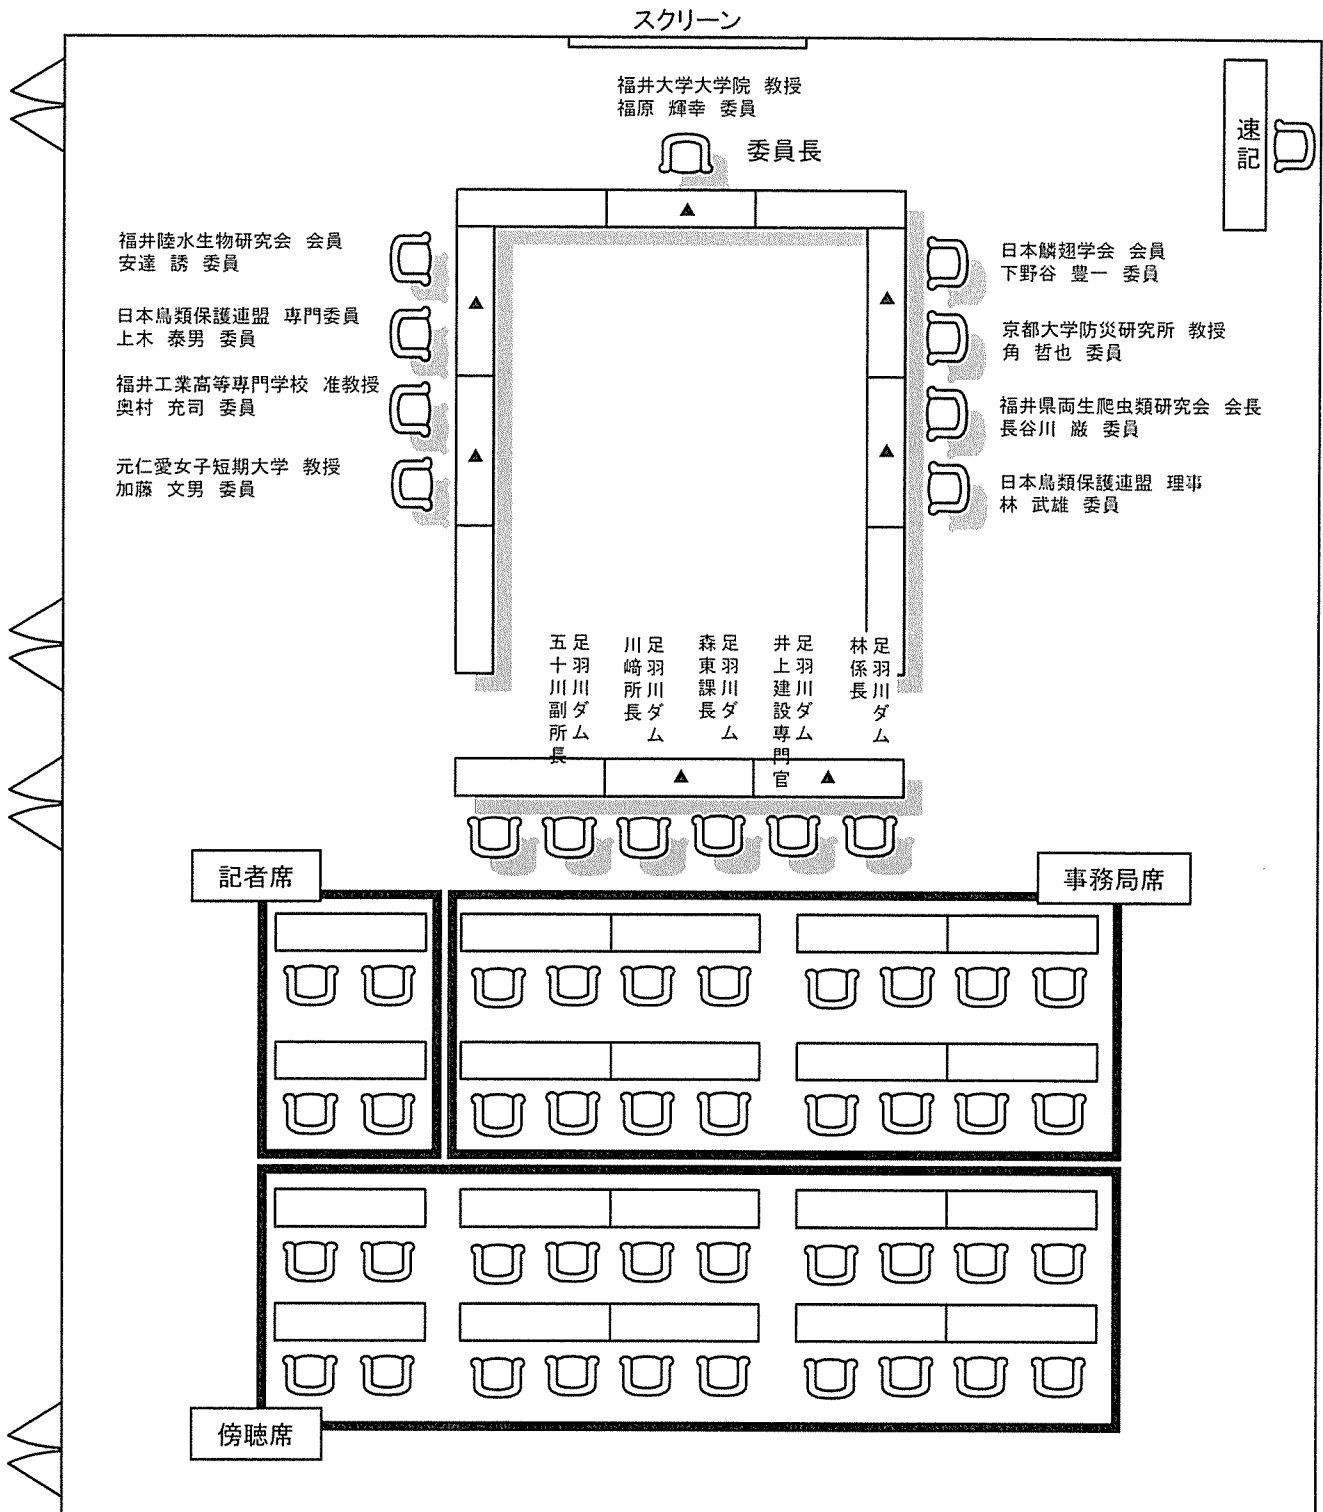 スクリーン
福井大学大学院 教授
福原 輝幸 委員
委員長
速記
福井陸水生物研究会 会員
安達 誘 委員
日本鳥類保護連盟 専門委員
上木 泰男 委員
福井工業高等専門学校 准教授
奥村 充司 委員
元仁愛女子短期大学 教授
加藤 文男 委員
日本鱗翅学会 会員
下野谷 豊一 委員
京都大学防災研究所 教授
角 哲也 委員
福井県両生爬虫類研究会 会長
長谷川 巌 委員
日本鳥類保護連盟 理事
林 武雄 委員
足羽川ダム
五十川副所長
足羽川ダム
川﨑所長
足羽川ダム
森東課長
足羽川ダム
井上建設専門官
足羽川ダム
林係長
記者席
事務局席
傍聴席